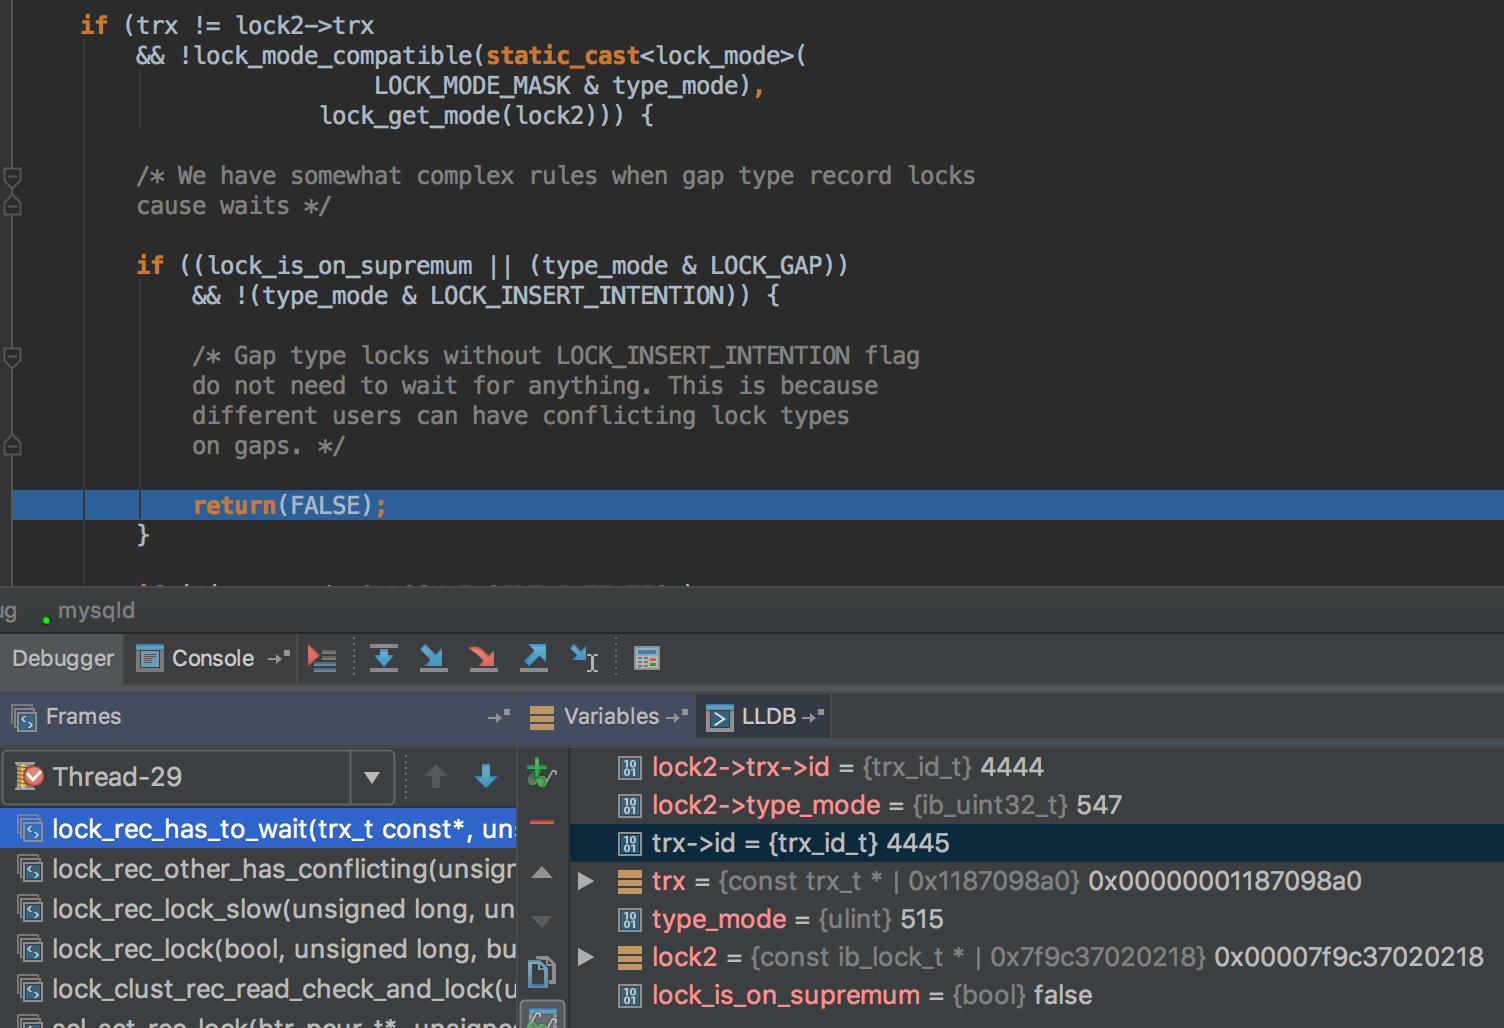 if (trx != lock2->trx
&& !lock_mode_compatible(static_cast<lock_mode>(
LOCK_MODE_MASK & type_mode),
lock_get_mode(lock2))) {
/* We have somewhat complex rules when gap type record locks
cause waits */
if ((lock_is_on_supremum || (type_mode & LOCK_GAP))
&& !(type_mode & LOCK_INSERT_INTENTION)) {
/* Gap type locks without LOCK_INSERT_INTENTION flag
do not need to wait for anything. This is because
different users can have conflicting lock types
on gaps. */
return(FALSE);
}
ug mysqld
Debugger Console
Frames
Variables LLDB
Thread-29
lock_rec_has_to_wait(trx_t const*, uns
lock_rec_other_has_conflicting(unsigr
lock_rec_lock_slow(unsigned long, un
lock_rec_lock(bool, unsigned long, bu
lock_clust_rec_read_check_and_lock(u
sel_set_rec_lock(btr_pcur_t*, unsigne
lock2->trx->id = {trx_id_t} 4444
lock2->type_mode = {ib_uint32_t} 547
trx->id = {trx_id_t} 4445
trx = {const trx_t * | 0x1187098a0} 0x00000001187098a0
type_mode = {ulint} 515
lock2 = {const ib_lock_t * | 0x7f9c37020218} 0x00007f9c37020218
lock_is_on_supremum = {bool} false